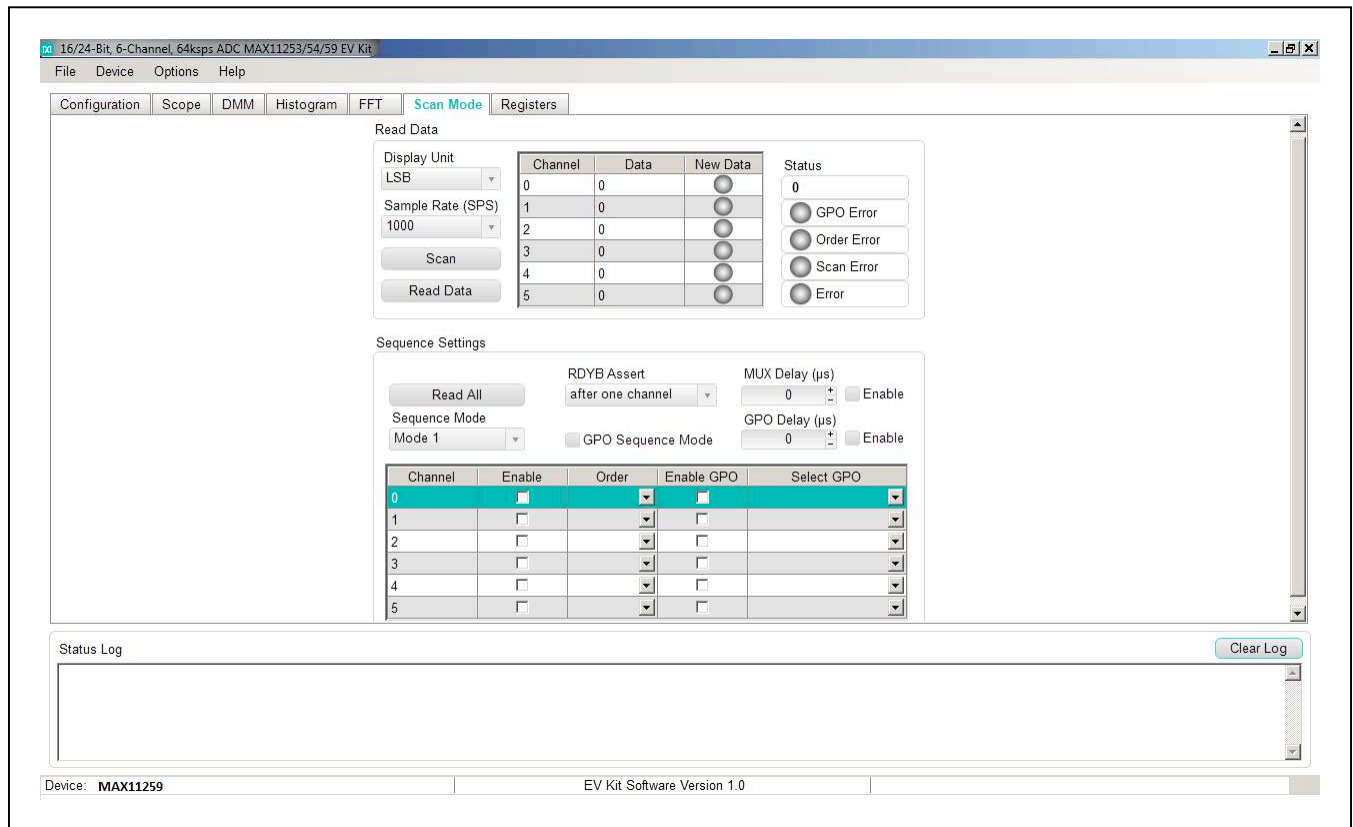 16/24-Bit, 6-Channel, 64ksps ADC MAX11253/54/59 EV Kit
File Device Options Help
Configuration Scope DMM Histogram FFT Scan Mode Registers
Read Data
Display Unit
LSB
Sample Rate (SPS)
1000
Scan
Read Data
Channel Data New Data
0 0
1 0
2 0
3 0
4 0
5 0
Status
0
GPO Error
Order Error
Scan Error
Error
Sequence Settings
Read All
Sequence Mode
Mode 1
RDYB Assert
after one channel
GPO Sequence Mode
MUX Delay (µs)
0 Enable
GPO Delay (µs)
0 Enable
Channel Enable Order Enable GPO Select GPO
0
1
2
3
4
5
Status Log
Clear Log
Device: MAX11259
EV Kit Software Version 1.0